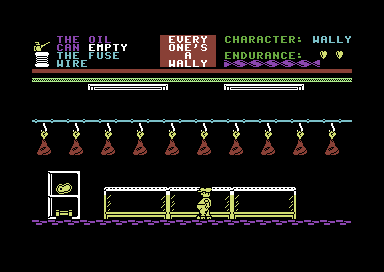 THE OIL
CAN EMPTY
THE FUSE
WIRE
EVERY
ONE'S
A
WALLY
CHARACTER: WALLY
ENDURANCE: